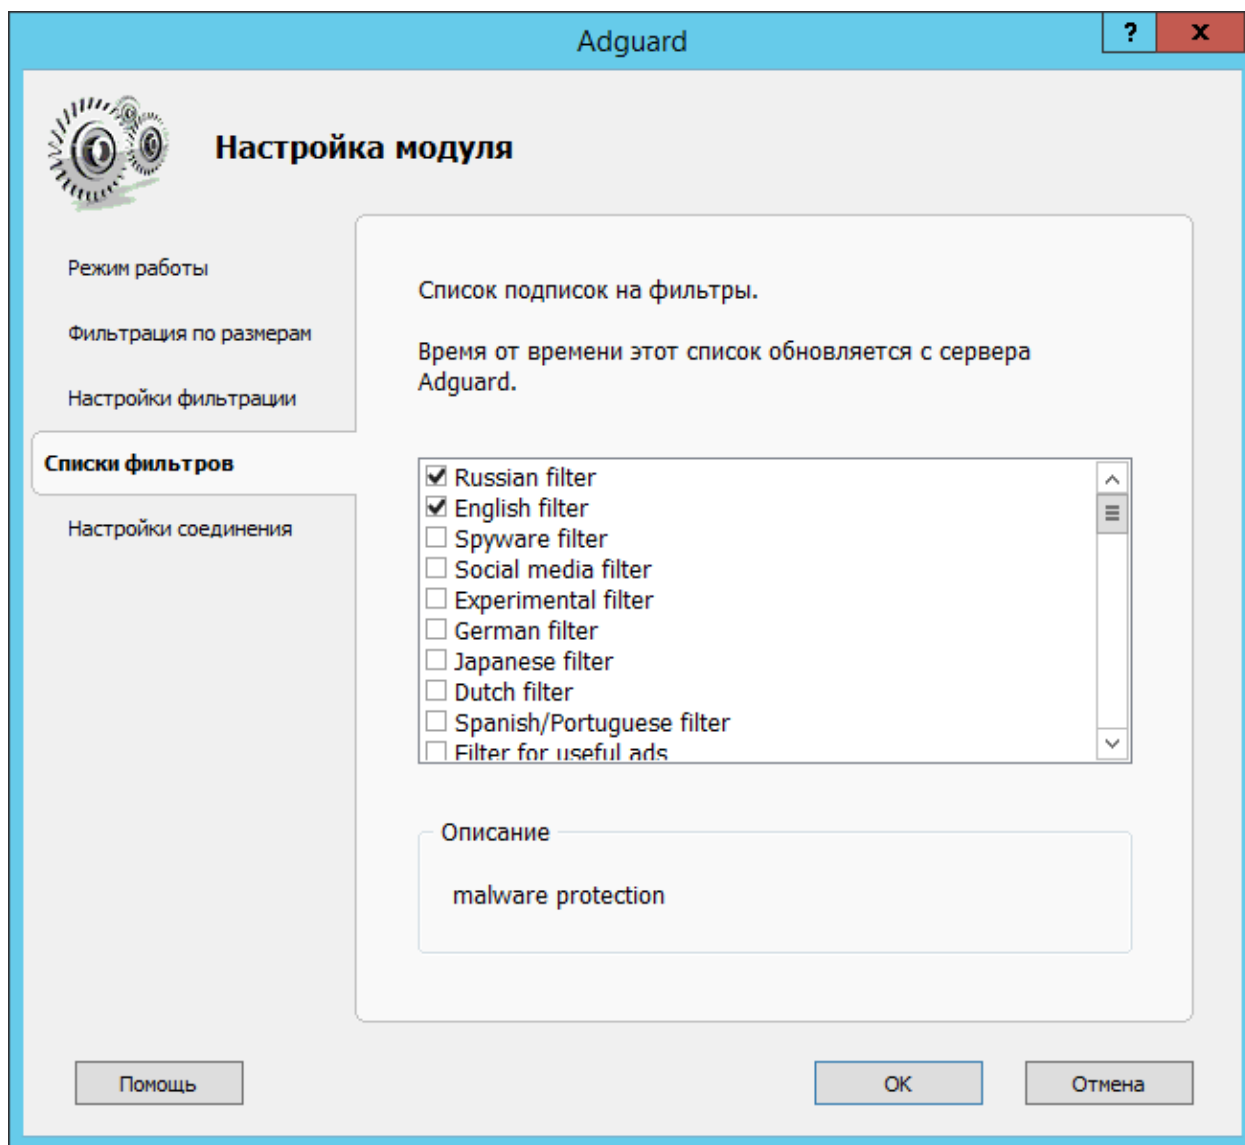 Adguard
?
x
Настройка модуля
Режим работы
Фильтрация по размерам
Настройки фильтрации
Списки фильтров
Настройки соединения
Список подписок на фильтры.
Время от времени этот список обновляется с сервера
Adguard.
Russian filter
English filter
Spyware filter
Social media filter
Experimental filter
German filter
Japanese filter
Dutch filter
Spanish/Portuguese filter
Filter for useful ads
Описание
malware protection
Помощь
OK
Отмена